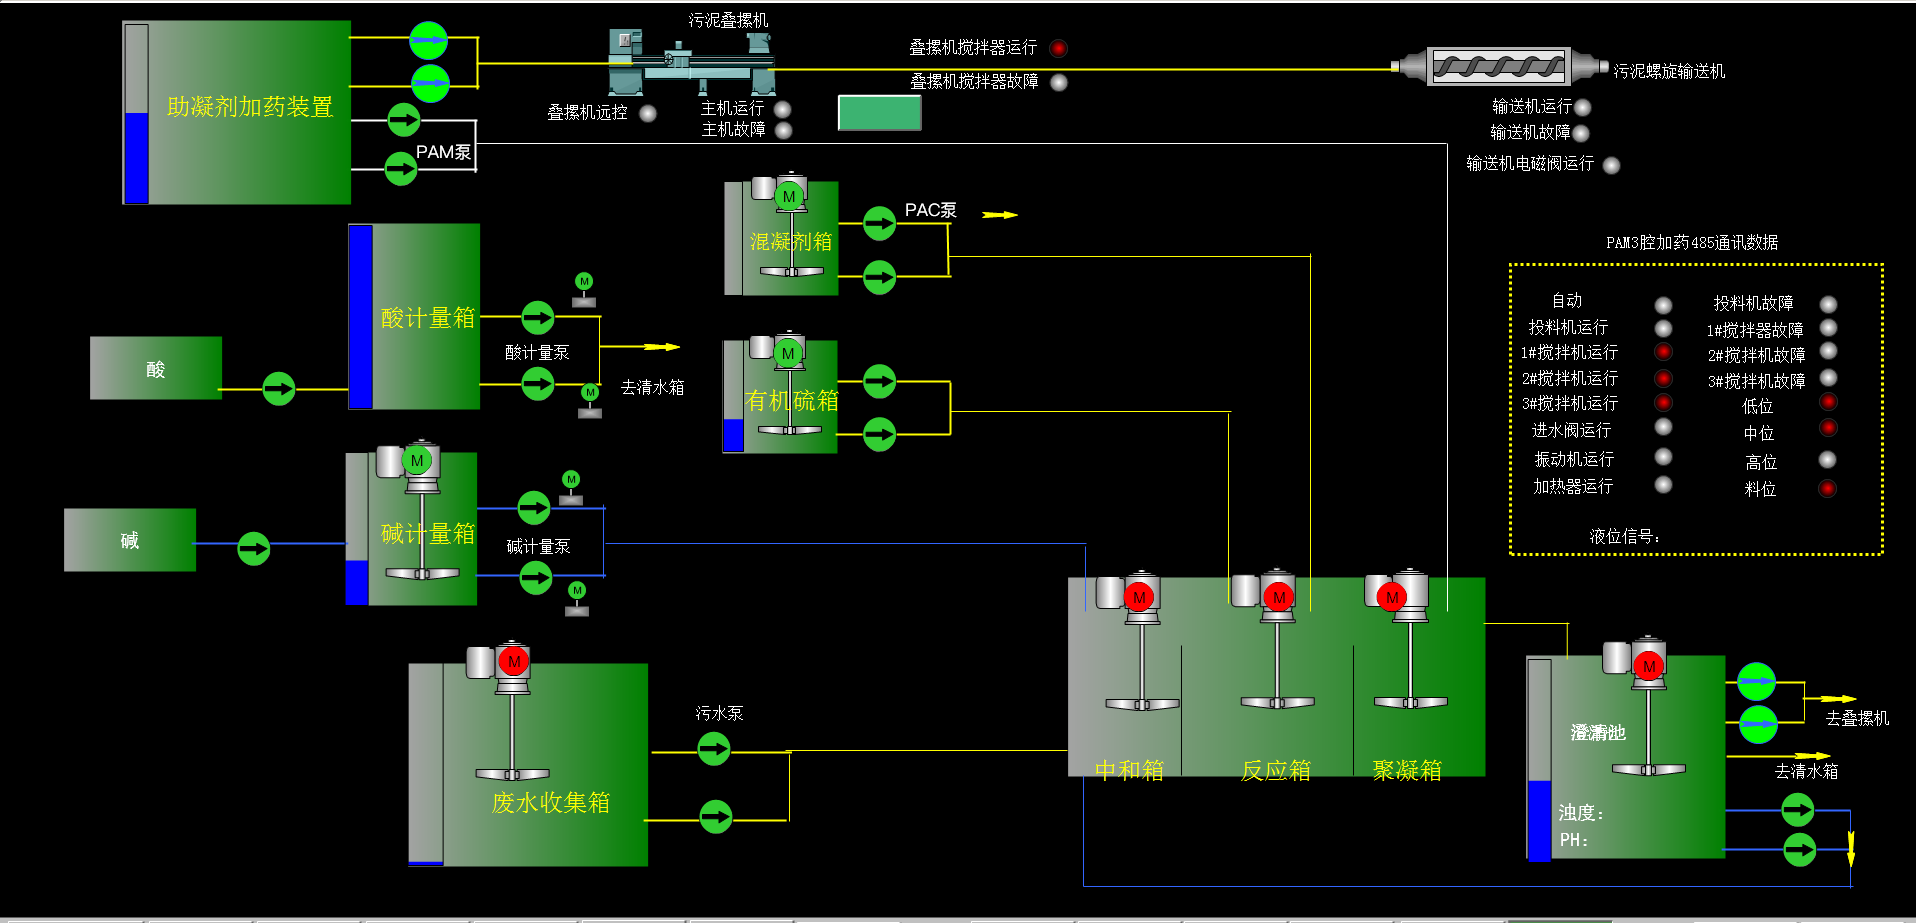 污泥叠摞机
叠摞机搅拌器运行
叠摞机搅拌器故障
污泥螺旋输送机
助凝剂加药装置
叠摞机远控
主机运行
主机故障
输送机运行
输送机故障
输送机电磁阀运行
PAM泵
M
PAC泵
混凝剂箱
PAM3腔加药485通讯数据
自动
投料机故障
投料机运行
1#搅拌器故障
1#搅拌机运行
2#搅拌机故障
2#搅拌机运行
3#搅拌机故障
3#搅拌机运行
低位
进水阀运行
中位
振动机运行
高位
加热器运行
料位
液位信号:
M
酸计量箱
酸计量泵
M
去清水箱
酸
M
有机硫箱
M
碱计量箱
M
碱计量泵
M
碱
M
M
M
中和箱
反应箱
聚凝箱
M
污水泵
废水收集箱
M
去叠摞机
去清水箱
浊度:
PH: